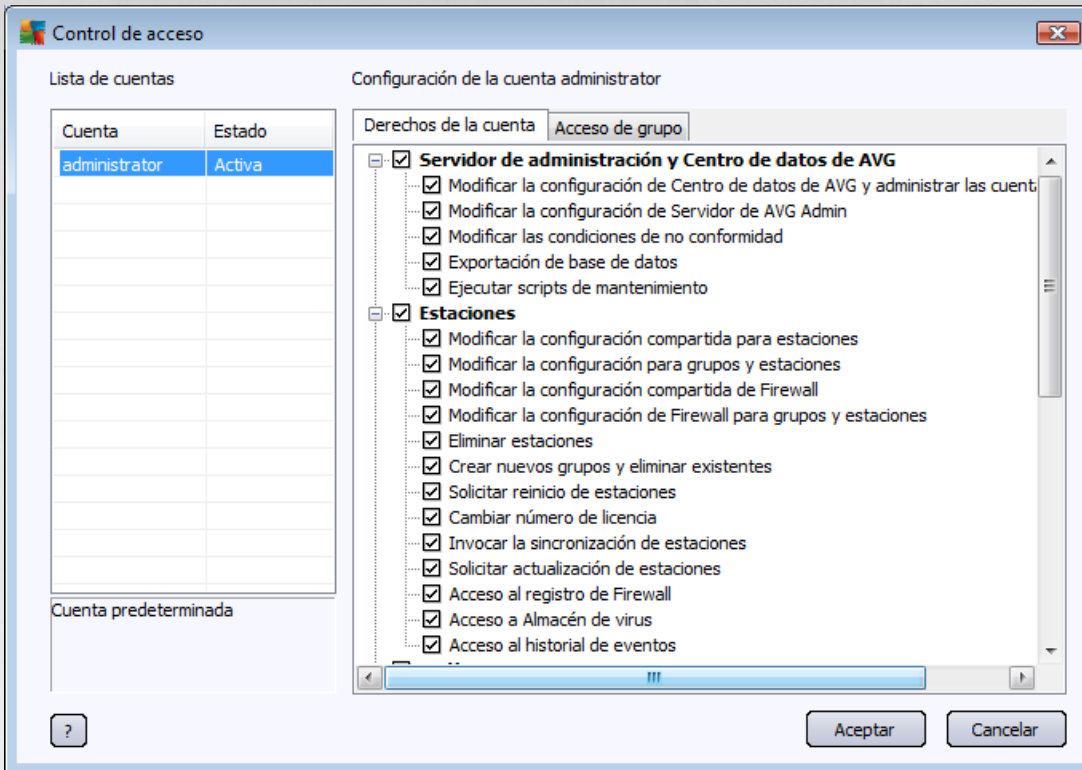 Control de acceso
Lista de cuentas
Configuración de la cuenta administrator
Cuenta Estado
administrator Activa
Cuenta predeterminada
Derechos de la cuenta Acceso de grupo
Servidor de administración y Centro de datos de AVG
Modificar la configuración de Centro de datos de AVG y administrar las
Modificar la configuración de Servidor de AVG Admin
Modificar las condiciones de no conformidad
Exportación de base de datos
Ejecutar scripts de mantenimiento
Estaciones
Modificar la configuración compartida para estaciones
Modificar la configuración para grupos y estaciones
Modificar la configuración compartida de Firewall
Modificar la configuración de Firewall para grupos y estaciones
Eliminar estaciones
Crear nuevos grupos y eliminar existentes
Solicitar reinicio de estaciones
Cambiar número de licencia
Invocar la sincronización de estaciones
Solicitar actualización de estaciones
Acceso al registro de Firewall
Acceso a Almacén de virus
Acceso al historial de eventos
?
Aceptar Cancelar